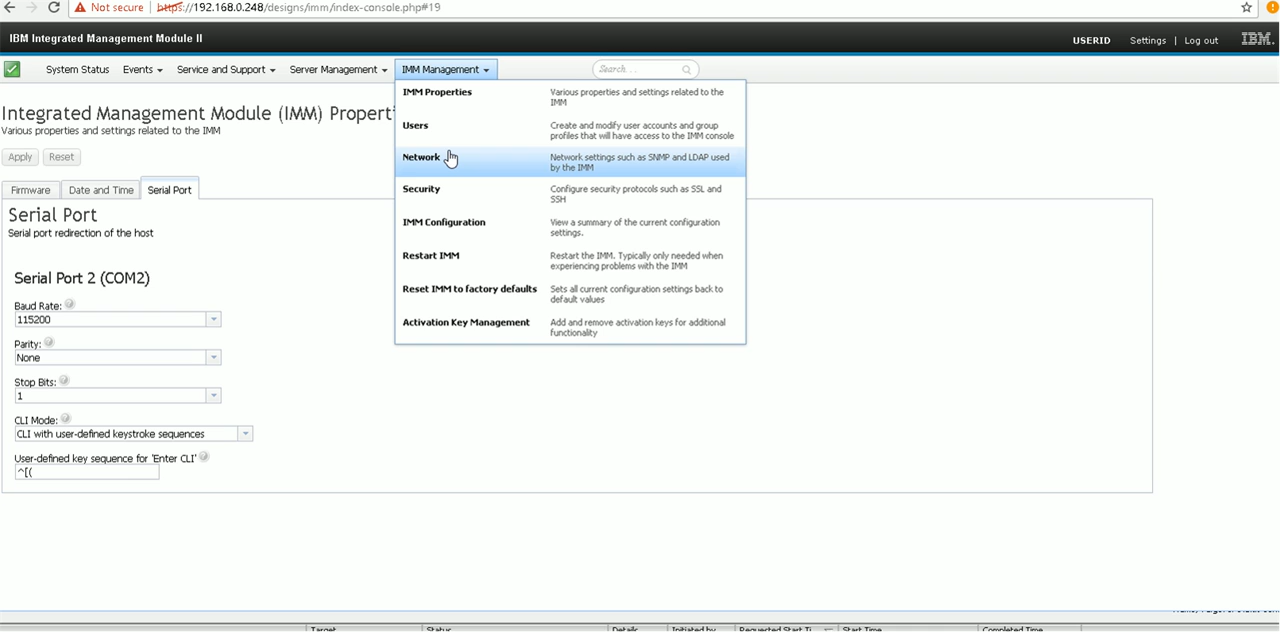 Not secure https://192.168.0.248/designs/imm/index-console.php#19
IBM Integrated Management Module II
USERID Settings | Log out IBM.
System Status Events Service and Support Server Management IMM Management Search...
Integrated Management Module (IMM) Properti
Various properties and settings related to the IMM
Apply Reset
Firmware Date and Time Serial Port
Serial Port
Serial port redirection of the host
Serial Port 2 (COM2)
Baud Rate:
115200
Parity:
None
Stop Bits:
1
CLI Mode:
CLI with user-defined keystroke sequences
User-defined key sequence for 'Enter CLI'
^[(
IMM Properties Various properties and settings related to the
IMM
Users Create and modify user accounts and group
profiles that will have access to the IMM console
Network Network settings such as SNMP and LDAP used
by the IMM
Security Configure security protocols such as SSL and
SSH
IMM Configuration View a summary of the current configuration
settings.
Restart IMM Restart the IMM. Typically only needed when
experiencing problems with the IMM
Reset IMM to factory defaults Sets all current configuration settings back to
default values
Activation Key Management Add and remove activation keys for additional
functionality
Target Status Details Initiated by Requested Start Ti Start Time Completed Time